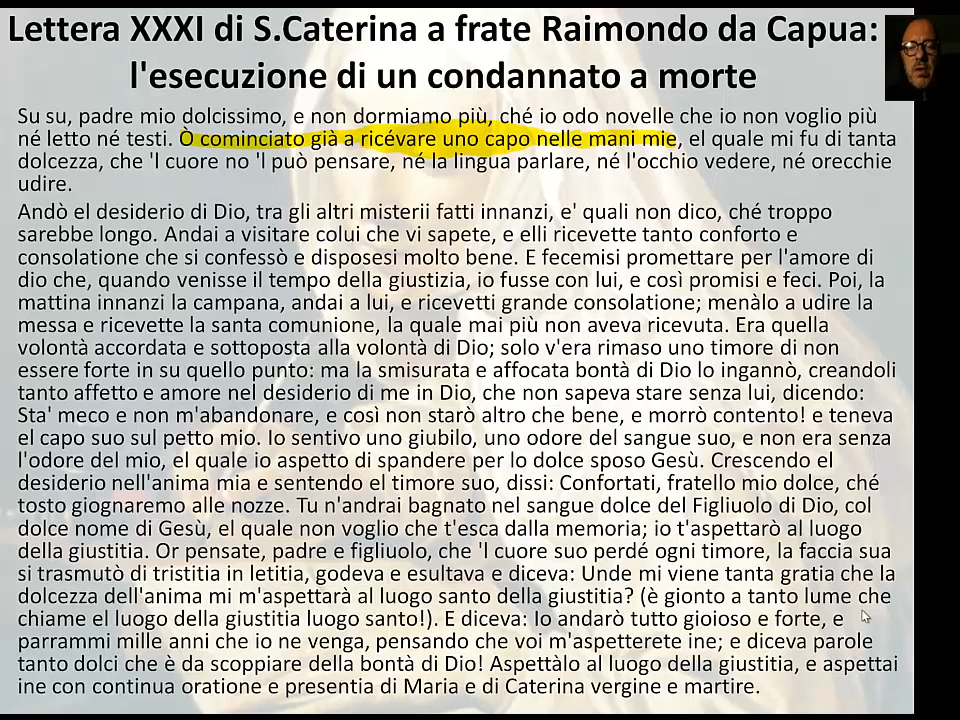 Lettera XXXI di S.Caterina a frate Raimondo da Capua:
l'esecuzione di un condannato a morte
Su su, padre mio dolcissimo, e non dormiamo più, ché io odo novelle che io non voglio più
né letto né testi. Ò cominciato già a ricévare uno capo nelle mani mie, el quale mi fu di tanta
dolcezza, che 'l cuore no 'l può pensare, né la lingua parlare, né l'occhio vedere, né orecchie
udire.
Andò el desiderio di Dio, tra gli altri misterii fatti innanzi, e' quali non dico, ché troppo
sarebbe longo. Andai a visitare colui che vi sapete, e elli ricevette tanto conforto e
consolatione che si confessò e disposesi molto bene. E fecemisi promettare per l'amore di
dio che, quando venisse il tempo della giustizia, io fusse con lui, e così promisi e feci. Poi, la
mattina innanzi la campana, andai a lui, e ricevetti grande consolatione; menàlo a udire la
messa e ricevette la santa comunione, la quale mai più non aveva ricevuta. Era quella
volontà accordata e sottoposta alla volontà di Dio; solo v'era rimaso uno timore di non
essere forte in su quello punto: ma la smisurata e affocata bontà di Dio lo ingannò, creandoli
tanto affetto e amore nel desiderio di me in Dio, che non sapeva stare senza lui, dicendo:
Sta' meco e non m'abandonare, e così non starò altro che bene, e morrò contento! e teneva
el capo suo sul petto mio. Io sentivo uno giubilo, uno odore del sangue suo, e non era senza
l'odore del mio, el quale io aspetto di spandere per lo dolce sposo Gesù. Crescendo el
desiderio nell'anima mia e sentendo el timore suo, dissi: Confortati, fratello mio dolce, ché
tosto giognaremo alle nozze. Tu n'andrai bagnato nel sangue dolce del Figliuolo di Dio, col
dolce nome di Gesù, el quale non voglio che t'esca dalla memoria; io t'aspettarò al luogo
della giustitia. Or pensate, padre e figliuolo, che 'l cuore suo perdé ogni timore, la faccia sua
si trasmutò di tristitia in letitia, godeva e esultava e diceva: Unde mi viene tanta gratia che la
dolcezza dell'anima mi m'aspettarà al luogo santo della giustitia? (è gionto a tanto lume che
chiame el luogo della giustitia luogo santo!). E diceva: Io andarò tutto gioioso e forte, e
parrammi mille anni che io ne venga, pensando che voi m'aspetterete ine; e diceva parole
tanto dolci che è da scoppiare della bontà di Dio! Aspettàlo al luogo della giustitia, e aspettai
ine con continua oratione e presentia di Maria e di Caterina vergine e martire.